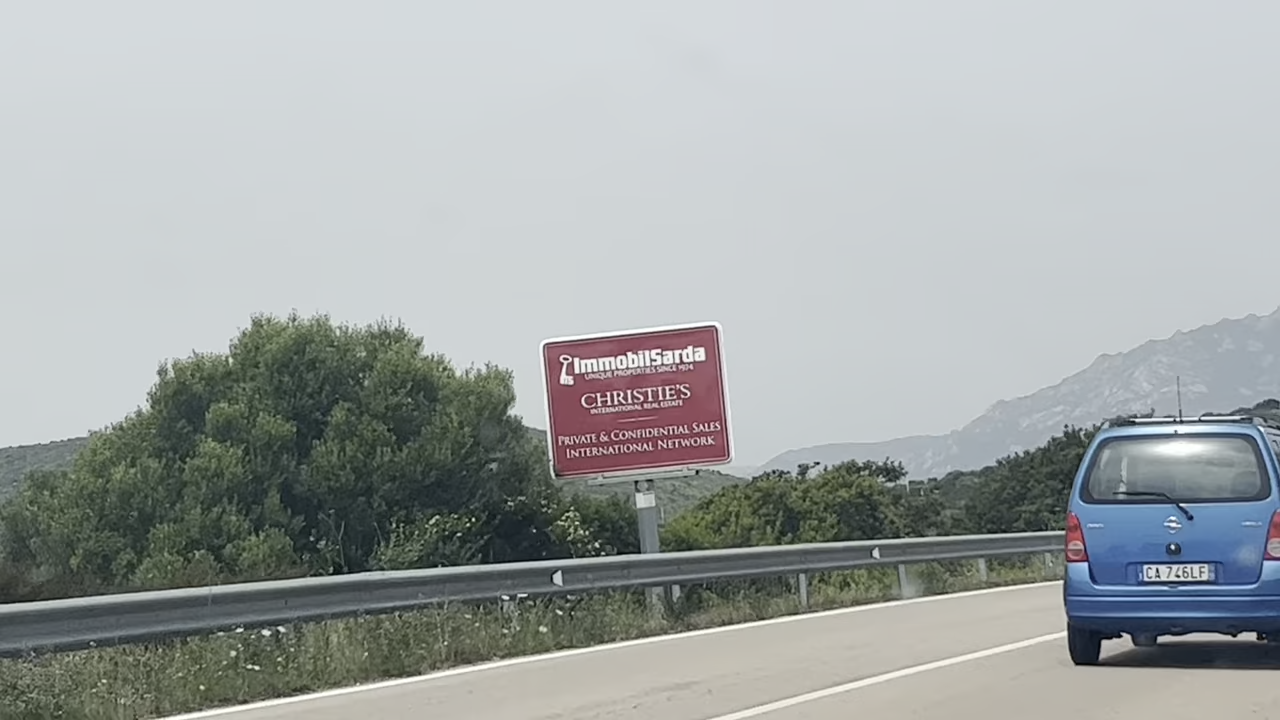 ImmobilSarda
UNIQUE PROPERTIES SINCE 1974
CHRISTIE'S
INTERNATIONAL REAL ESTATE
PRIVATE & CONFIDENTIAL SALES
INTERNATIONAL NETWORK
CA 746LF